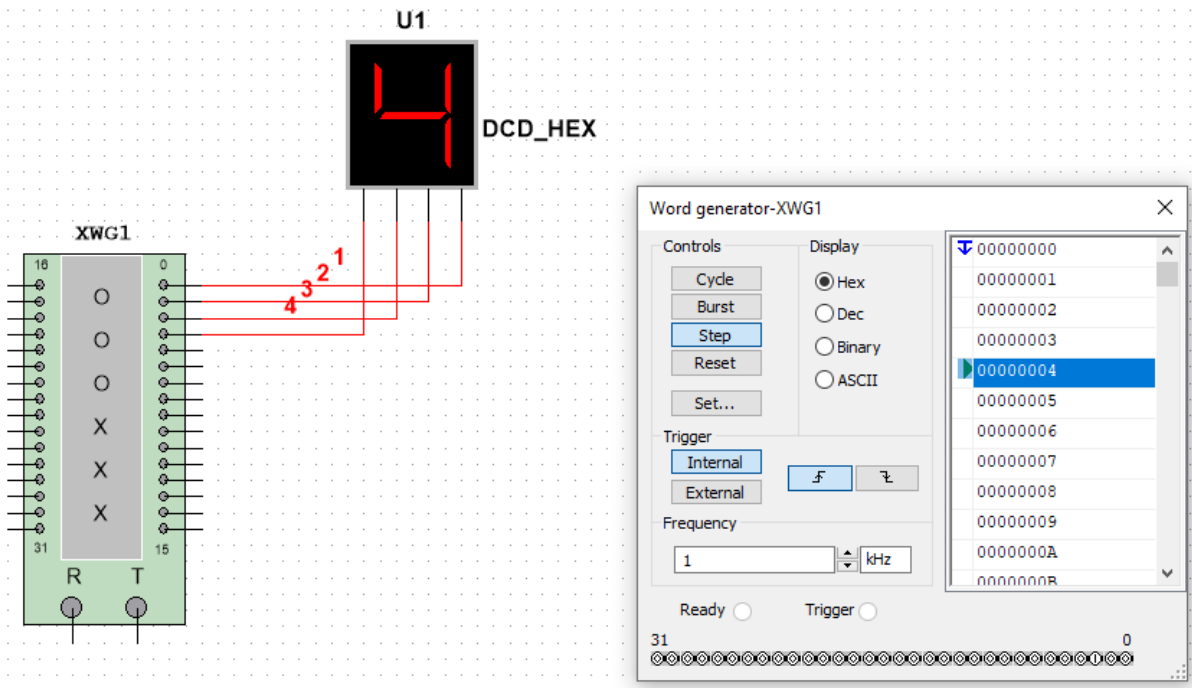 U1
4
DCD_HEX
XWG1
16 0
O
O
O
X
X
X
31 15
R T
1
2
3
4
Word generator-XWG1
Controls
Cycle
Burst
Step
Reset
Set...
Display
Hex
Dec
Binary
ASCII
Trigger
Internal
External
Frequency
1 kHz
Ready Trigger
31 0
00000000
00000001
00000002
00000003
00000004
00000005
00000006
00000007
00000008
00000009
0000000A
0000000B